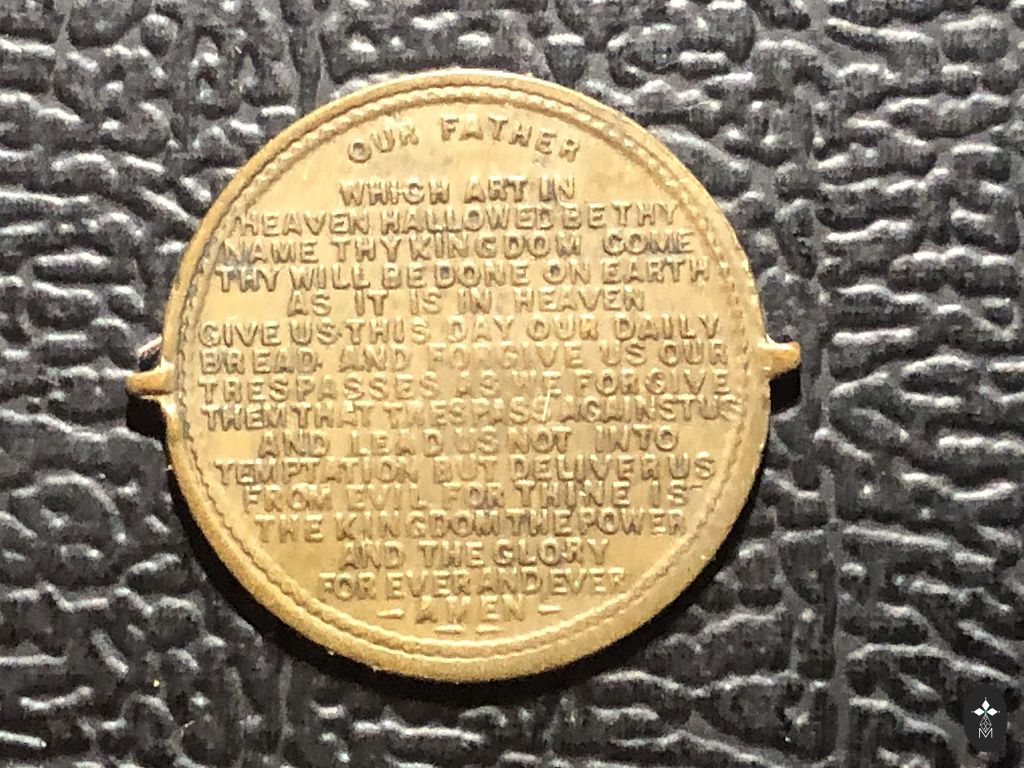 OUR FATHER
WHICH ART IN
HEAVEN HALLOWED BE THY
NAME THY KINGDOM COME
THY WILL BE DONE ON EARTH
AS IT IS IN HEAVEN
GIVE US THIS DAY OUR DAILY
BREAD AND FORGIVE US OUR
TRESPASSES AS WE FORGIVE
THEM THAT TRESPASS AGAINST US
AND LEAD US NOT INTO
TEMPTATION BUT DELIVER US
FROM EVIL FOR THINE IS
THE KINGDOM THE POWER
AND THE GLORY
FOR EVER AND EVER
— AMEN —
M